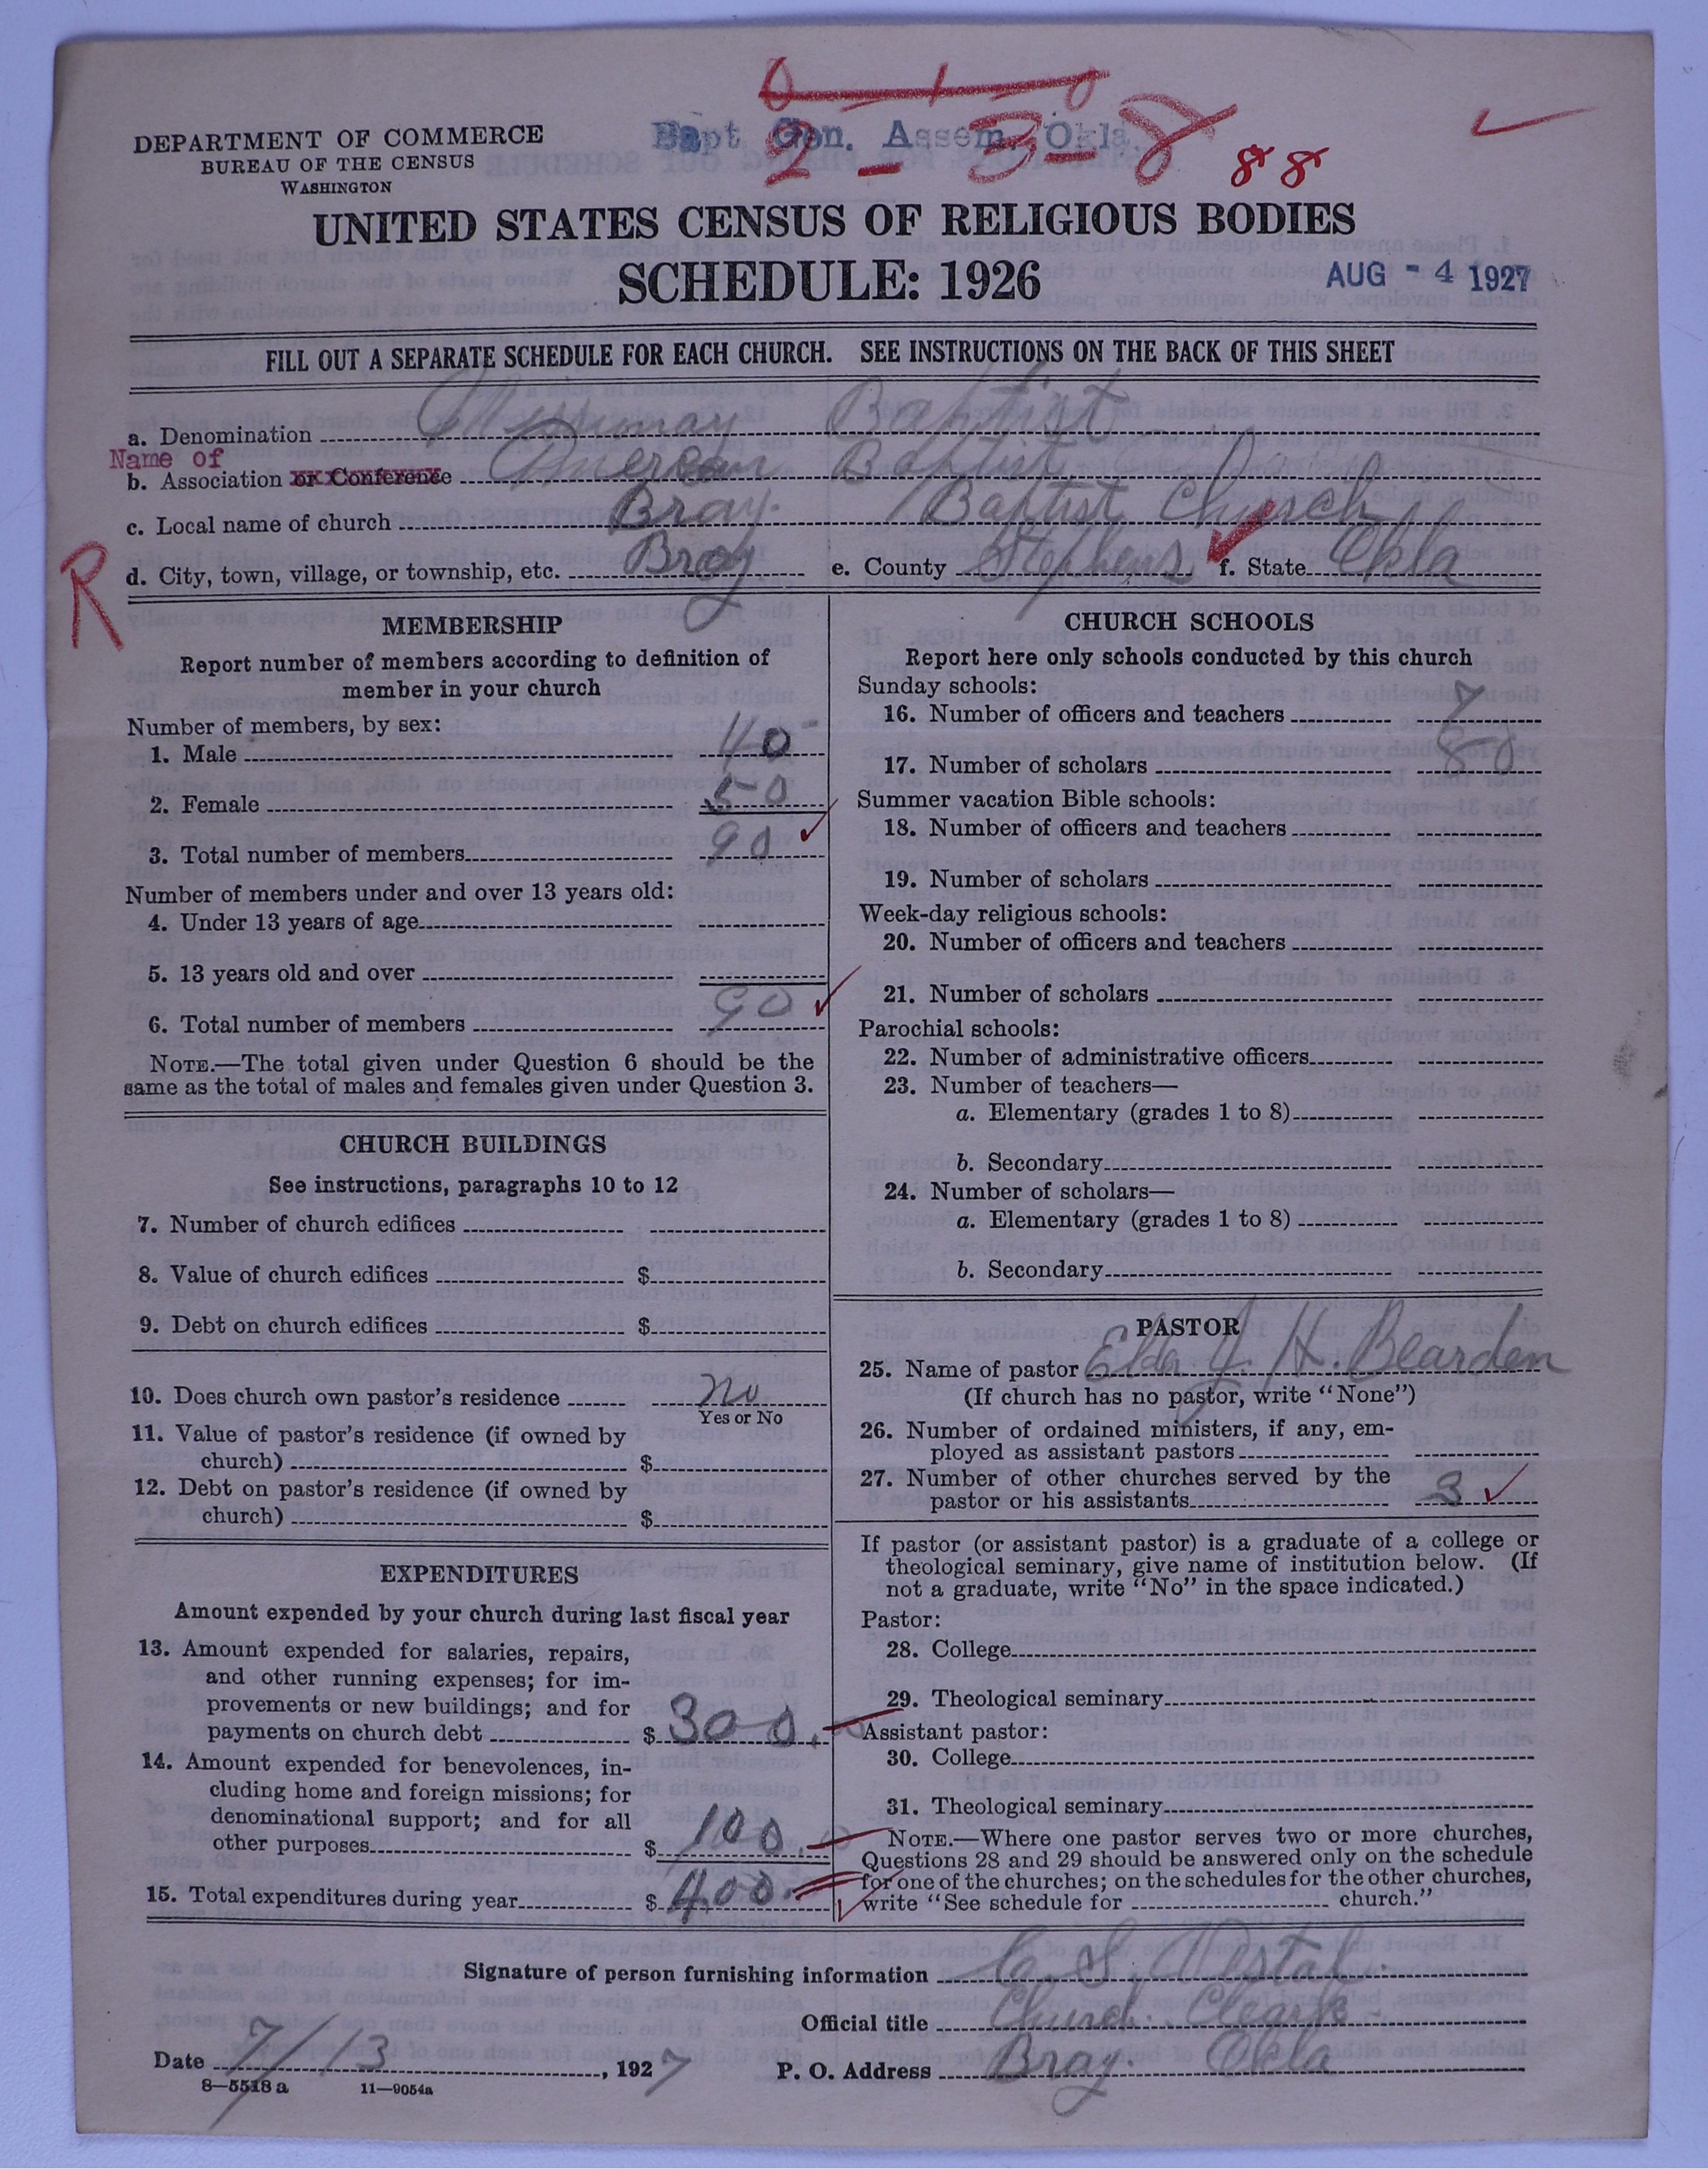 DEPARTMENT OF COMMERCE
BUREAU OF THE CENSUS
WASHINGTON
Bapt. Gen. Assem. Okla.
2 - 3 - 8
88
UNITED STATES CENSUS OF RELIGIOUS BODIES
SCHEDULE: 1926
AUG - 4 1927
FILL OUT A SEPARATE SCHEDULE FOR EACH CHURCH. SEE INSTRUCTIONS ON THE BACK OF THIS SHEET
a. Denomination Baptist
Name of
b. Association or Conference Baptist
c. Local name of church Bray. Baptist Church
d. City, town, village, or township, etc. Bray e. County Stephens f. State Okla
R
MEMBERSHIP
Report number of members according to definition of
member in your church
Number of members, by sex:
1. Male 40
2. Female 50
3. Total number of members 90
Number of members under and over 13 years old:
4. Under 13 years of age
5. 13 years old and over
6. Total number of members 90
NOTE.—The total given under Question 6 should be the
same as the total of males and females given under Question 3.
CHURCH BUILDINGS
See instructions, paragraphs 10 to 12
7. Number of church edifices
8. Value of church edifices $
9. Debt on church edifices $
10. Does church own pastor's residence no
Yes or No
11. Value of pastor's residence (if owned by
church) $
12. Debt on pastor's residence (if owned by
church) $
EXPENDITURES
Amount expended by your church during last fiscal year
13. Amount expended for salaries, repairs,
and other running expenses; for im-
provements or new buildings; and for
payments on church debt $ 300.
14. Amount expended for benevolences, in-
cluding home and foreign missions; for
denominational support; and for all
other purposes $ 100.
15. Total expenditures during year $ 400.
CHURCH SCHOOLS
Report here only schools conducted by this church
Sunday schools:
16. Number of officers and teachers 7
17. Number of scholars 80
Summer vacation Bible schools:
18. Number of officers and teachers
19. Number of scholars
Week-day religious schools:
20. Number of officers and teachers
21. Number of scholars
Parochial schools:
22. Number of administrative officers
23. Number of teachers—
a. Elementary (grades 1 to 8)
b. Secondary
24. Number of scholars—
a. Elementary (grades 1 to 8)
b. Secondary
PASTOR
25. Name of pastor Eld. J. H. Bearden
(If church has no pastor, write "None")
26. Number of ordained ministers, if any, em-
ployed as assistant pastors
27. Number of other churches served by the
pastor or his assistants 3
If pastor (or assistant pastor) is a graduate of a college or
theological seminary, give name of institution below. (If
not a graduate, write "No" in the space indicated.)
Pastor:
28. College
29. Theological seminary
Assistant pastor:
30. College
31. Theological seminary
NOTE.—Where one pastor serves two or more churches,
Questions 28 and 29 should be answered only on the schedule
for one of the churches; on the schedules for the other churches,
write "See schedule for church."
Signature of person furnishing information C. S. Vestal
Official title Church Clerk
Date 7/13, 1927 P. O. Address Bray. Okla
8—5518 a 11—9054a